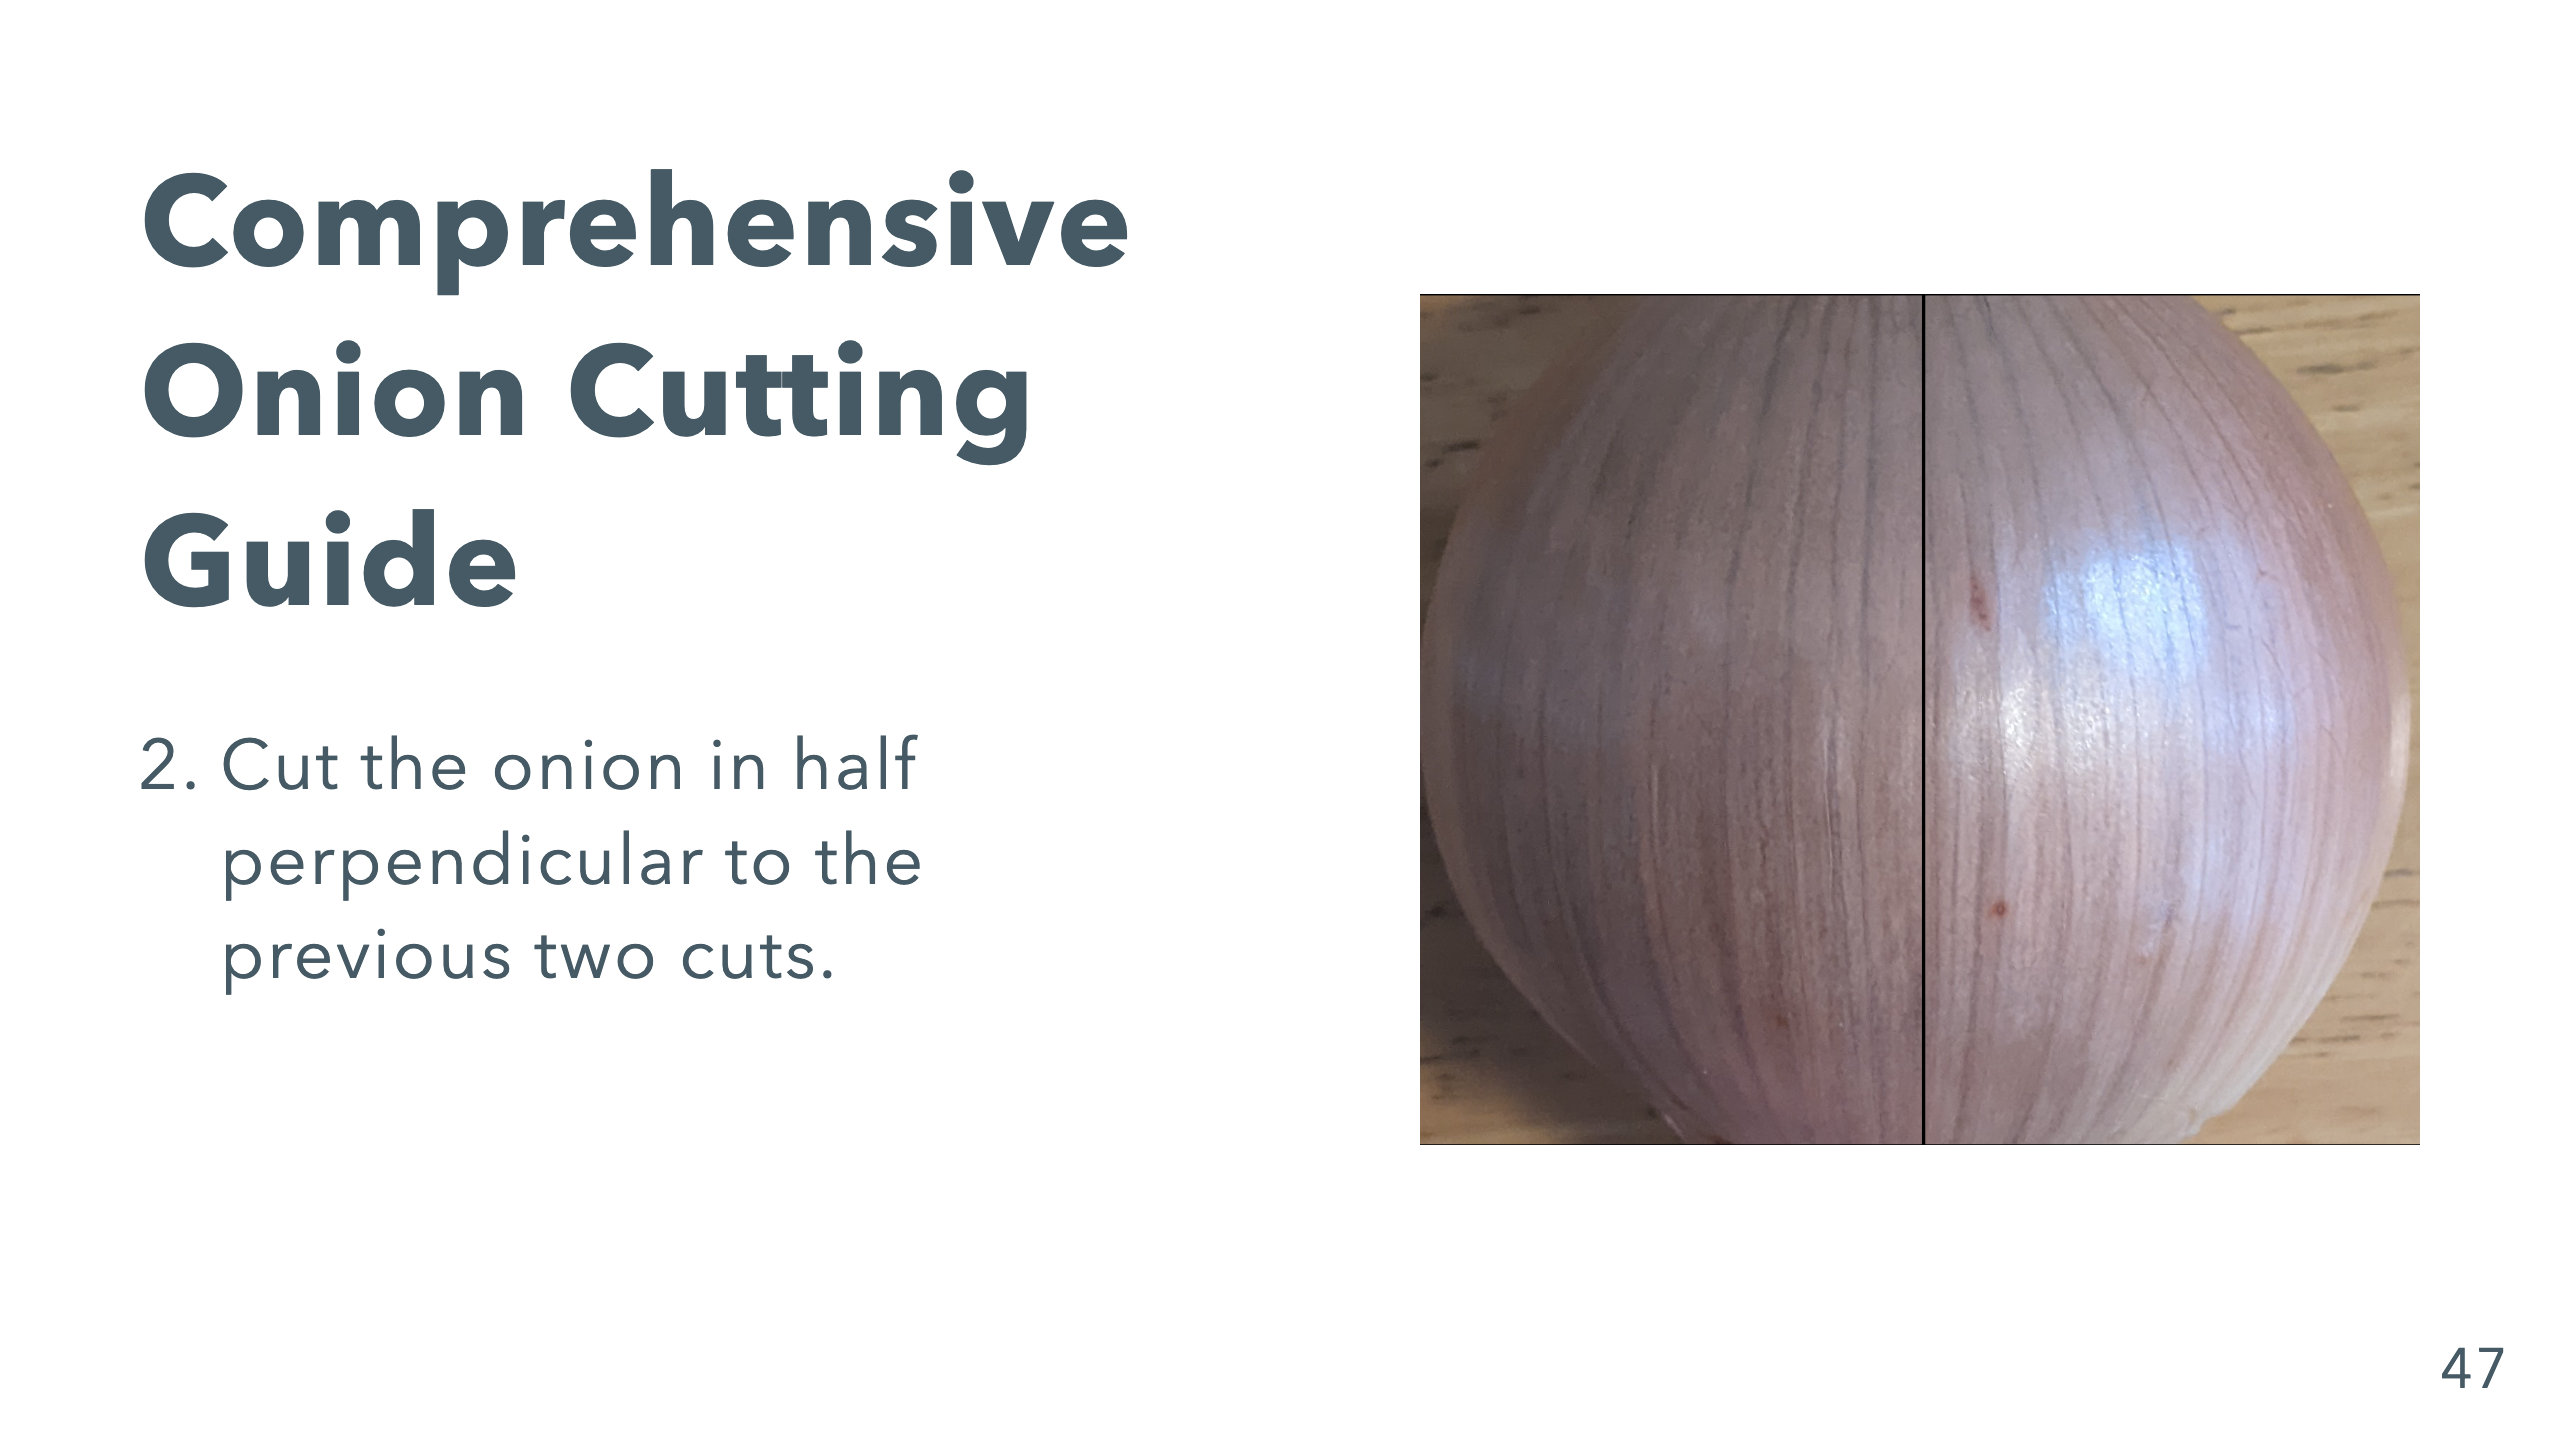 Comprehensive
Onion Cutting
Guide
2. Cut the onion in half
perpendicular to the
previous two cuts.
47